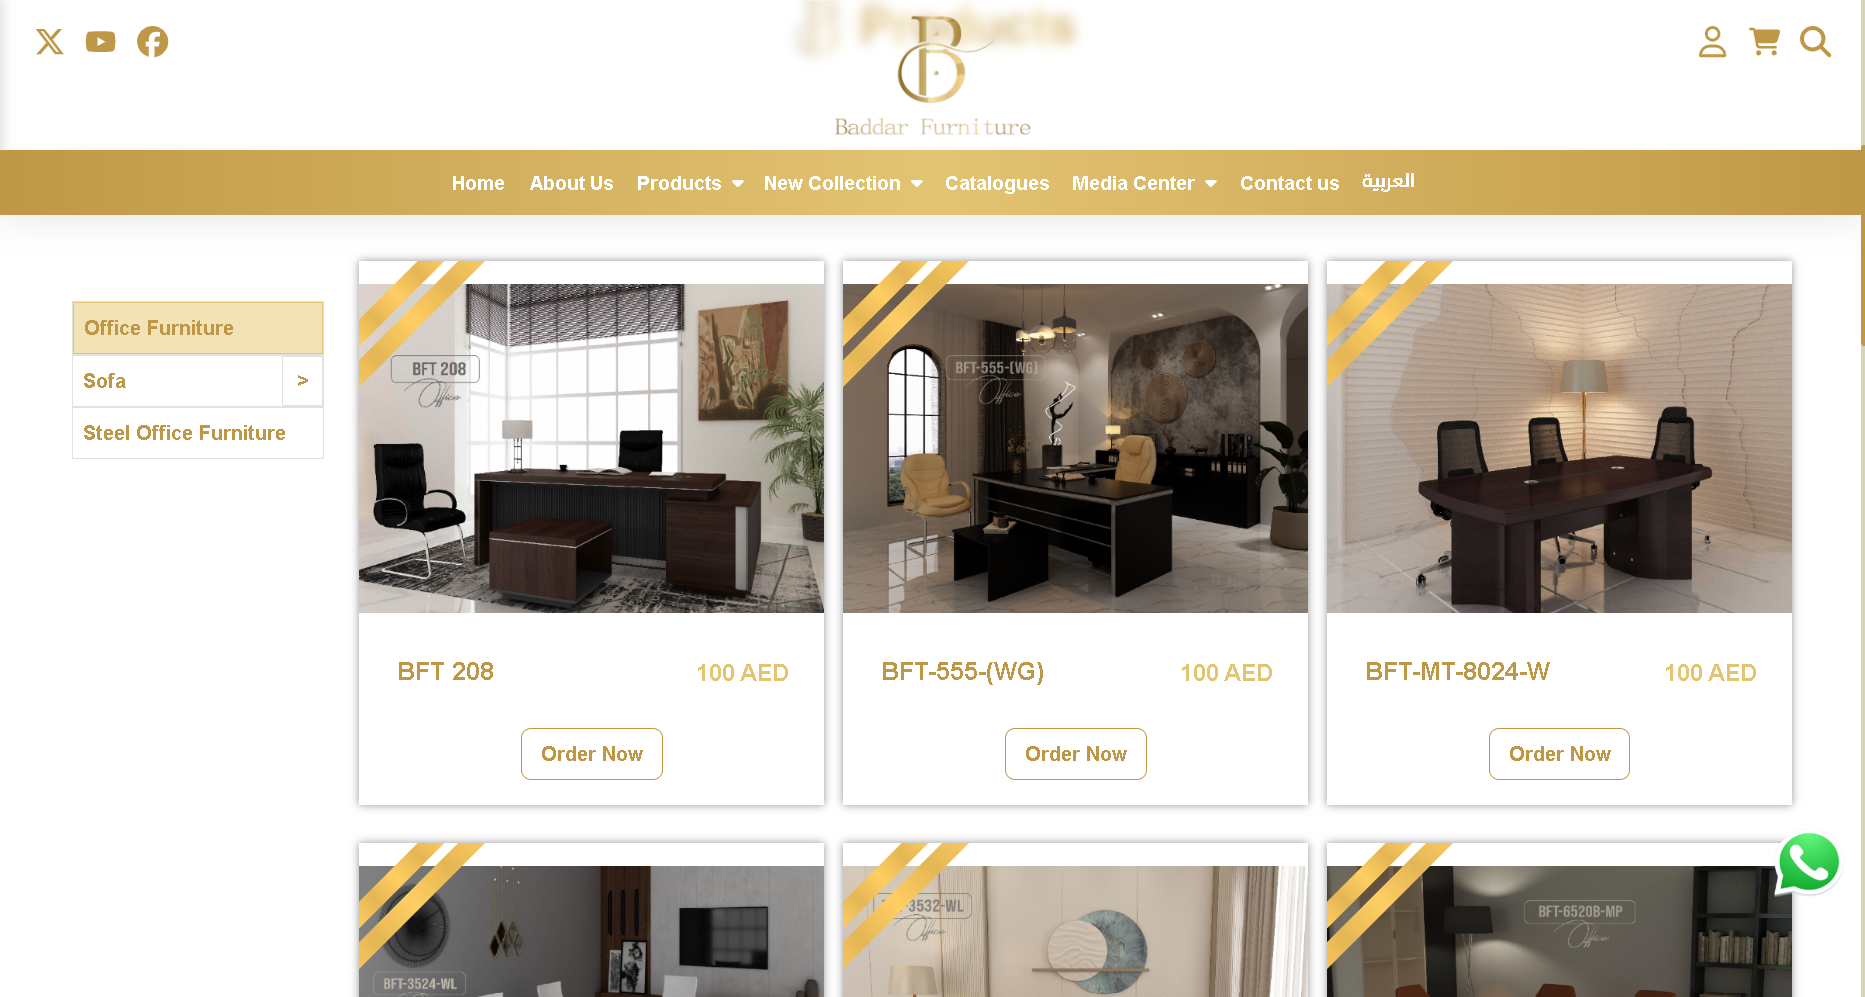 Products
Baddar Furniture
Home About Us Products New Collection Catalogues Media Center Contact us العربية
Office Furniture
Sofa >
Steel Office Furniture
BFT 208
Office
BFT-555-(WG)
Office
BFT 208 100 AED
BFT-555-(WG) 100 AED
BFT-MT-8024-W 100 AED
Order Now
Order Now
Order Now
BFT-3524-WL
-3532-WL
Office
BFT-6520B-MP
Office